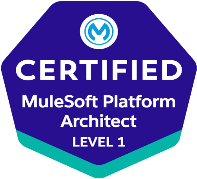 CERTIFIED
MuleSoft Platform
Architect
LEVEL 1